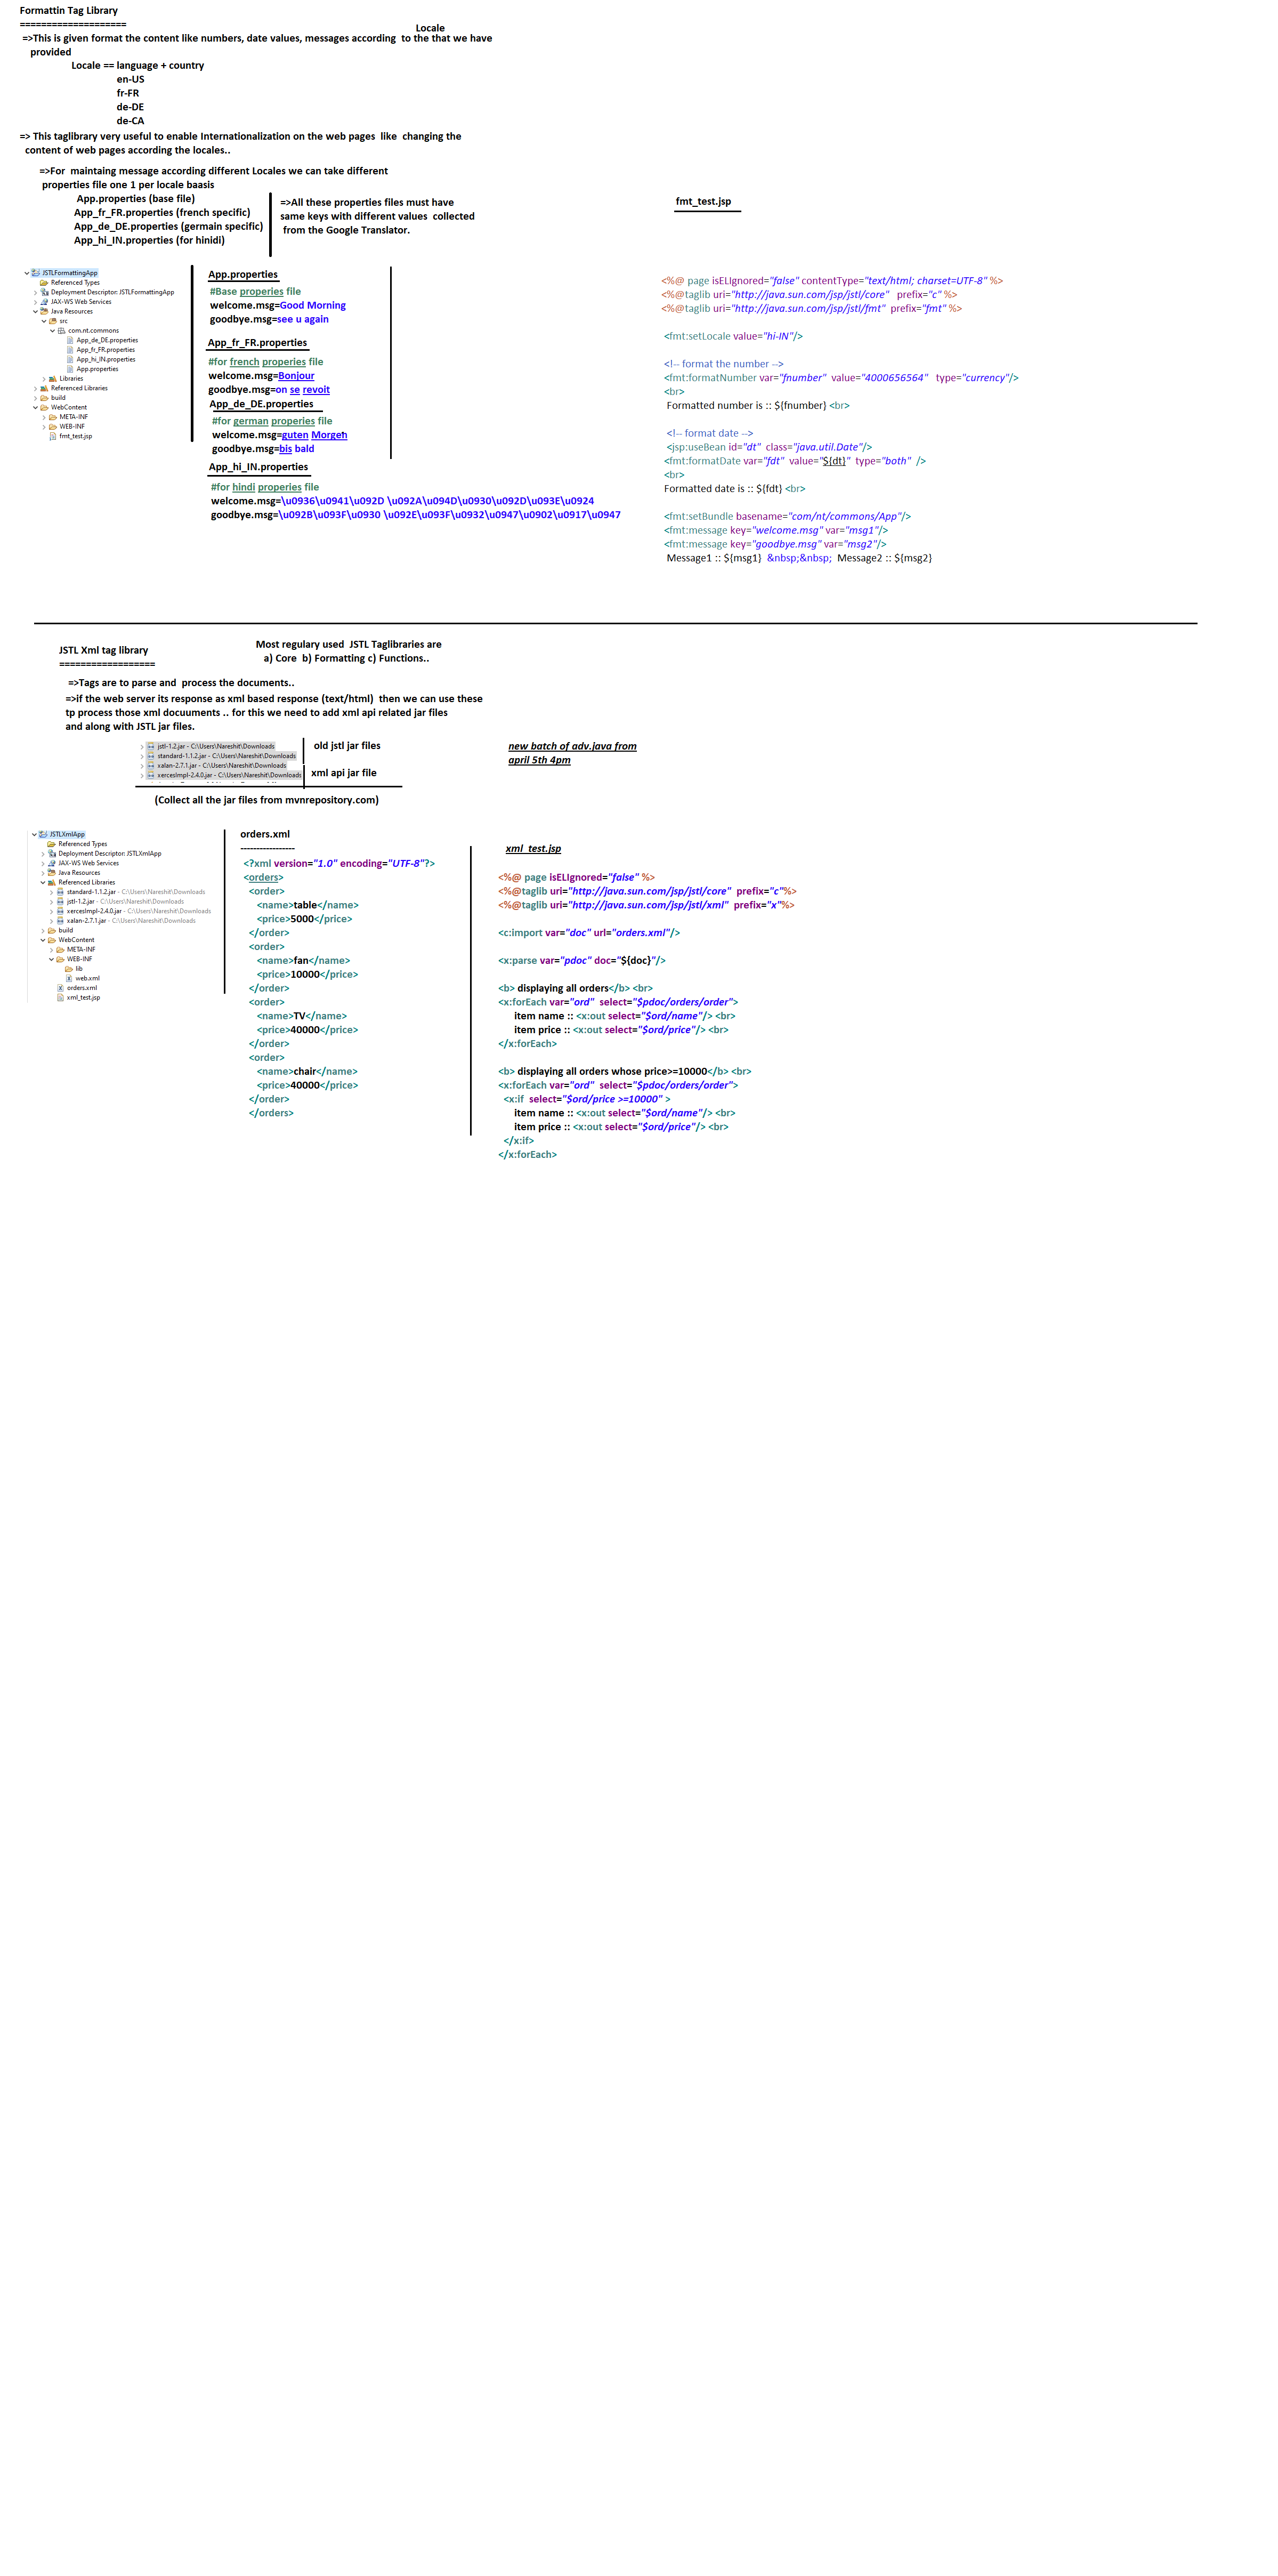 Formattin Tag Library
====================
Locale
=>This is given format the content like numbers, date values, messages according  to the that we have
provided
Locale == language + country
en-US
fr-FR
de-DE
de-CA
=> This taglibrary very useful to enable Internationalization on the web pages  like  changing the
content of web pages according the locales..
=>For  maintaing message according different Locales we can take different
properties file one 1 per locale baasis
App.properties (base file)
App_fr_FR.properties (french specific)
App_de_DE.properties (germain specific)
App_hi_IN.properties (for hinidi)
=>All these properties files must have
same keys with different values  collected
from the Google Translator.
JSTLFormattingApp
Referenced Types
Deployment Descriptor: JSTLFormattingApp
JAX-WS Web Services
Java Resources
src
com.nt.commons
App_de_DE.properties
App_fr_FR.properties
App_hi_IN.properties
App.properties
Libraries
Referenced Libraries
build
WebContent
META-INF
WEB-INF
fmt_test.jsp
App.properties
#Base properies file
welcome.msg=Good Morning
goodbye.msg=see u again
App_fr_FR.properties
#for french properies file
welcome.msg=Bonjour
goodbye.msg=on se revoit
App_de_DE.properties
#for german properies file
welcome.msg=guten Morgen
goodbye.msg=bis bald
App_hi_IN.properties
#for hindi properies file
welcome.msg=\u0936\u0941\u092D \u092A\u094D\u0930\u092D\u093E\u0924
goodbye.msg=\u092B\u093F\u0930 \u092E\u093F\u0932\u0947\u0902\u0917\u0947
fmt_test.jsp
<%@ page isELIgnored="false" contentType="text/html; charset=UTF-8" %>
<%@taglib uri="http://java.sun.com/jsp/jstl/core"   prefix="c" %>
<%@taglib uri="http://java.sun.com/jsp/jstl/fmt"  prefix="fmt" %>
<fmt:setLocale value="hi-IN"/>
<!-- format the number -->
<fmt:formatNumber var="fnumber"  value="4000656564"   type="currency"/>
<br>
Formatted number is :: ${fnumber} <br>
<!-- format date -->
<jsp:useBean id="dt"  class="java.util.Date"/>
<fmt:formatDate var="fdt"  value="${dt}"  type="both"  />
<br>
Formatted date is :: ${fdt} <br>
<fmt:setBundle basename="com/nt/commons/App"/>
<fmt:message key="welcome.msg" var="msg1"/>
<fmt:message key="goodbye.msg" var="msg2"/>
Message1 :: ${msg1}  &nbsp;&nbsp;  Message2 :: ${msg2}
JSTL Xml tag library
==================
Most regulary used  JSTL Taglibraries are
a) Core  b) Formatting c) Functions..
=>Tags are to parse and  process the documents..
=>if the web server its response as xml based response (text/html)  then we can use these
tp process those xml docuuments .. for this we need to add xml api related jar files
and along with JSTL jar files.
jstl-1.2.jar - C:\Users\Nareshit\Downloads
standard-1.1.2.jar - C:\Users\Nareshit\Downloads
xalan-2.7.1.jar - C:\Users\Nareshit\Downloads
xercesImpl-2.4.0.jar - C:\Users\Nareshit\Downloads
old jstl jar files
xml api jar file
(Collect all the jar files from mvnrepository.com)
new batch of adv.java from
april 5th 4pm
JSTLXmlApp
Referenced Types
Deployment Descriptor: JSTLXmlApp
JAX-WS Web Services
Java Resources
Referenced Libraries
standard-1.1.2.jar - C:\Users\Nareshit\Downloads
jstl-1.2.jar - C:\Users\Nareshit\Downloads
xercesImpl-2.4.0.jar - C:\Users\Nareshit\Downloads
xalan-2.7.1.jar - C:\Users\Nareshit\Downloads
build
WebContent
META-INF
WEB-INF
lib
web.xml
orders.xml
xml_test.jsp
orders.xml
-----------------
<?xml version="1.0" encoding="UTF-8"?>
<orders>
<order>
<name>table</name>
<price>5000</price>
</order>
<order>
<name>fan</name>
<price>10000</price>
</order>
<order>
<name>TV</name>
<price>40000</price>
</order>
<order>
<name>chair</name>
<price>40000</price>
</order>
</orders>
xml_test.jsp
<%@ page isELIgnored="false" %>
<%@taglib uri="http://java.sun.com/jsp/jstl/core"  prefix="c"%>
<%@taglib uri="http://java.sun.com/jsp/jstl/xml"  prefix="x"%>
<c:import var="doc" url="orders.xml"/>
<x:parse var="pdoc" doc="${doc}"/>
<b> displaying all orders</b> <br>
<x:forEach var="ord"  select="$pdoc/orders/order">
item name :: <x:out select="$ord/name"/> <br>
item price :: <x:out select="$ord/price"/> <br>
</x:forEach>
<b> displaying all orders whose price>=10000</b> <br>
<x:forEach var="ord"  select="$pdoc/orders/order">
<x:if  select="$ord/price >=10000" >
item name :: <x:out select="$ord/name"/> <br>
item price :: <x:out select="$ord/price"/> <br>
</x:if>
</x:forEach>